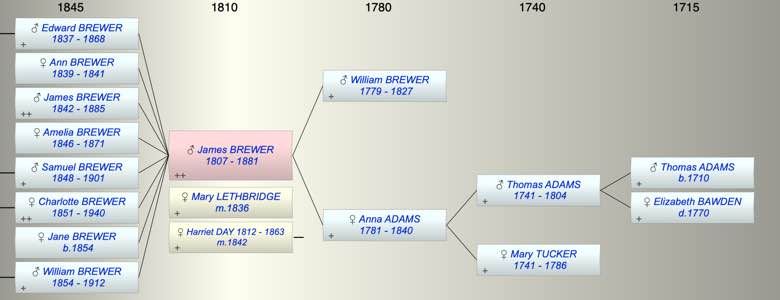 1845
1810
1780
1740
1715
♂ Edward BREWER
1837 - 1868
+
♀ Ann BREWER
1839 - 1841
♂ James BREWER
1842 - 1885
++
♀ Amelia BREWER
1846 - 1871
♂ Samuel BREWER
1848 - 1901
+
♀ Charlotte BREWER
1851 - 1940
++
♀ Jane BREWER
b.1854
♂ William BREWER
1854 - 1912
+
♂ James BREWER
1807 - 1881
++
♀ Mary LETHBRIDGE
m.1836
+
♀ Harriet DAY 1812 - 1863
m.1842
+
♂ William BREWER
1779 - 1827
+
♀ Anna ADAMS
1781 - 1840
+
♂ Thomas ADAMS
1741 - 1804
+
♀ Mary TUCKER
1741 - 1786
+
♂ Thomas ADAMS
b.1710
+
♀ Elizabeth BAWDEN
d.1770
+